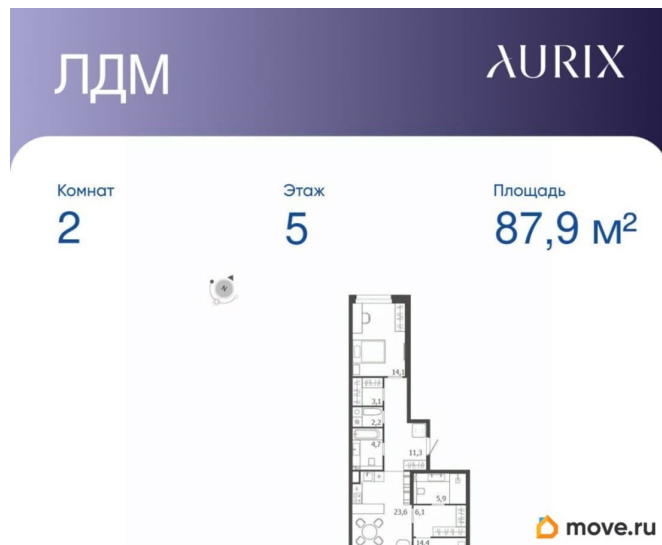 ЛДМ
AURIX
Комнат
Этаж
Площадь
2
5
87,9 м²
N
14,1
3,1
2,2
4,7
11,3
5,9
23,6
6,1
14,4
move.ru